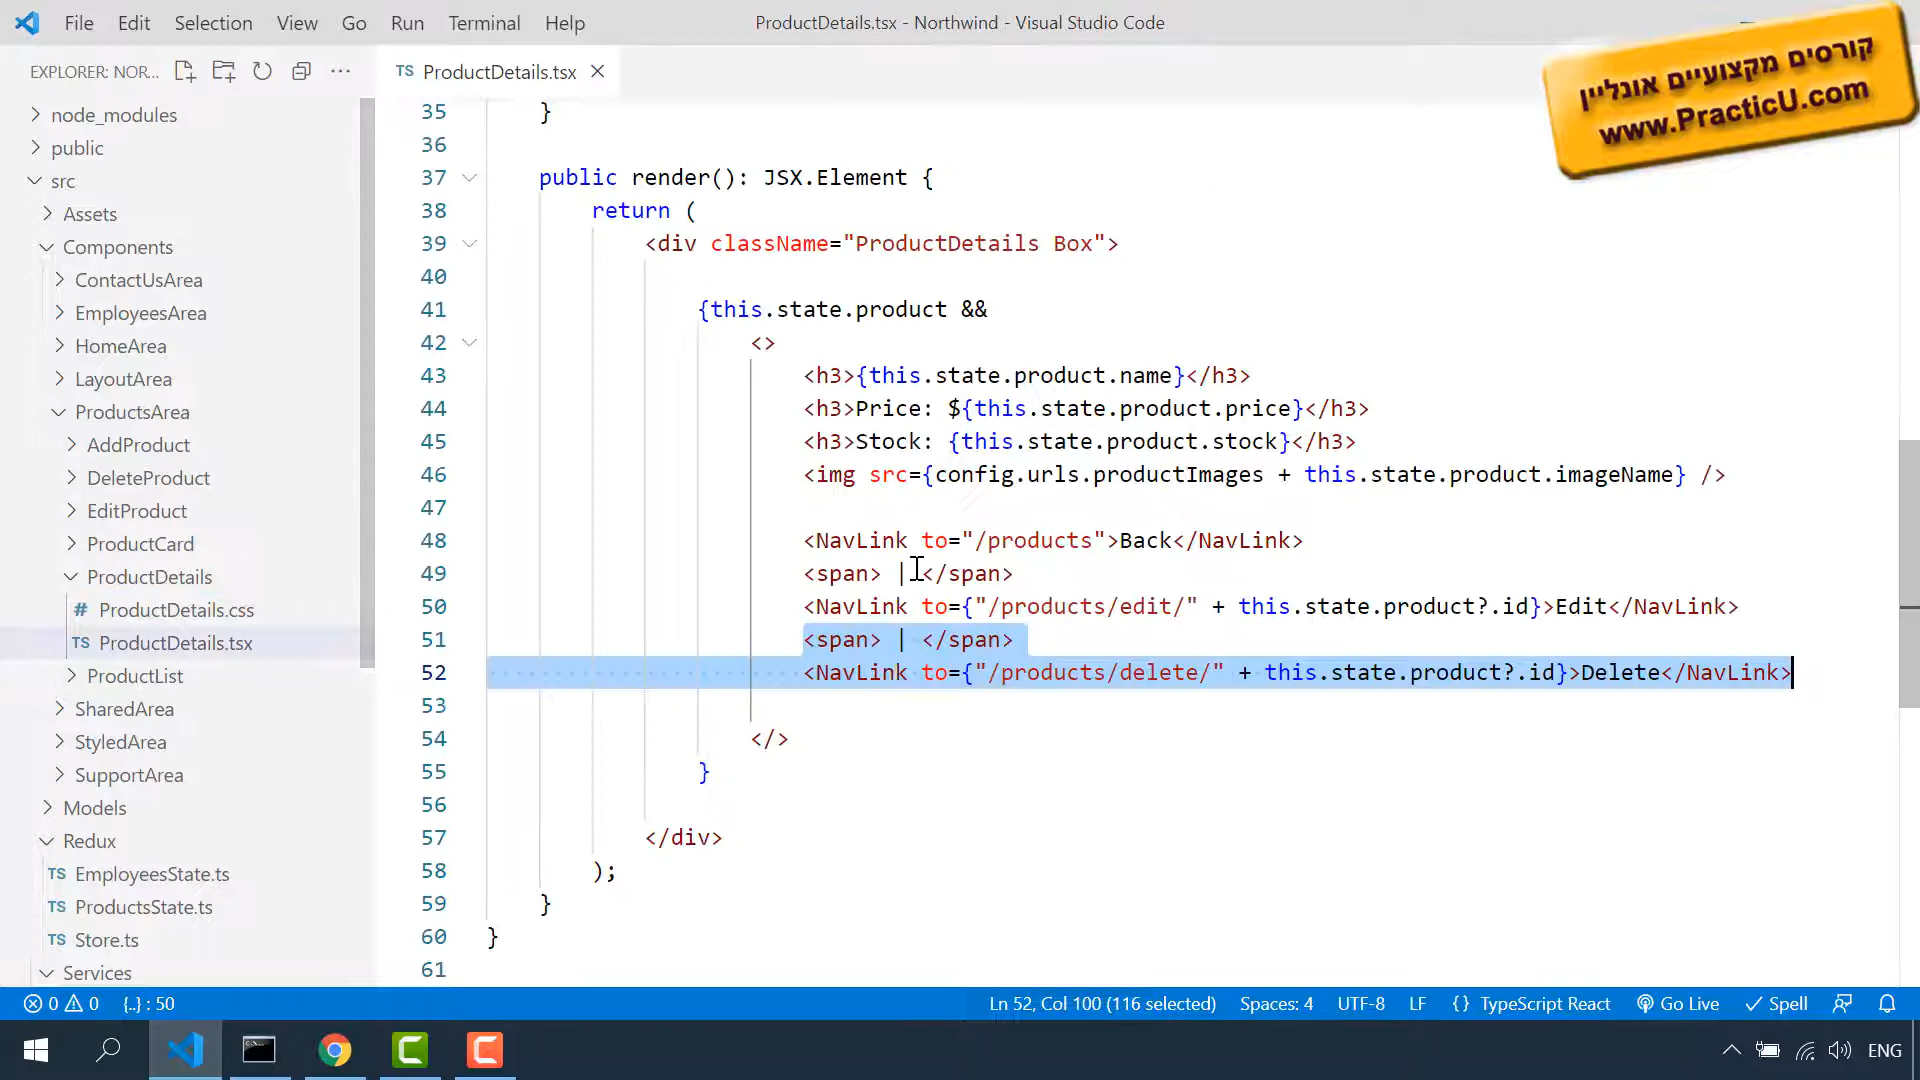 File Edit Selection View Go Run Terminal Help
ProductDetails.tsx - Northwind - Visual Studio Code
קורסים מקצועיים אונליין
www.PracticU.com
EXPLORER: NOR...
TS ProductDetails.tsx
node_modules
public
src
Assets
Components
ContactUsArea
EmployeesArea
HomeArea
LayoutArea
ProductsArea
AddProduct
DeleteProduct
EditProduct
ProductCard
ProductDetails
# ProductDetails.css
TS ProductDetails.tsx
ProductList
SharedArea
StyledArea
SupportArea
Models
Redux
TS EmployeesState.ts
TS ProductsState.ts
TS Store.ts
Services
35 }
36
37 public render(): JSX.Element {
38 return (
39 <div className="ProductDetails Box">
40
41 {this.state.product &&
42 <>
43 <h3>{this.state.product.name}</h3>
44 <h3>Price: ${this.state.product.price}</h3>
45 <h3>Stock: {this.state.product.stock}</h3>
46 <img src={config.urls.productImages + this.state.product.imageName} />
47
48 <NavLink to="/products">Back</NavLink>
49 <span> | </span>
50 <NavLink to={"/products/edit/" + this.state.product?.id}>Edit</NavLink>
51 <span> | </span>
52 <NavLink to={"/products/delete/" + this.state.product?.id}>Delete</NavLink>
53
54 </>
55 }
56
57 </div>
58 );
59 }
60 }
61
0 0 {..} : 50
Ln 52, Col 100 (116 selected) Spaces: 4 UTF-8 LF {} TypeScript React Go Live Spell
ENG